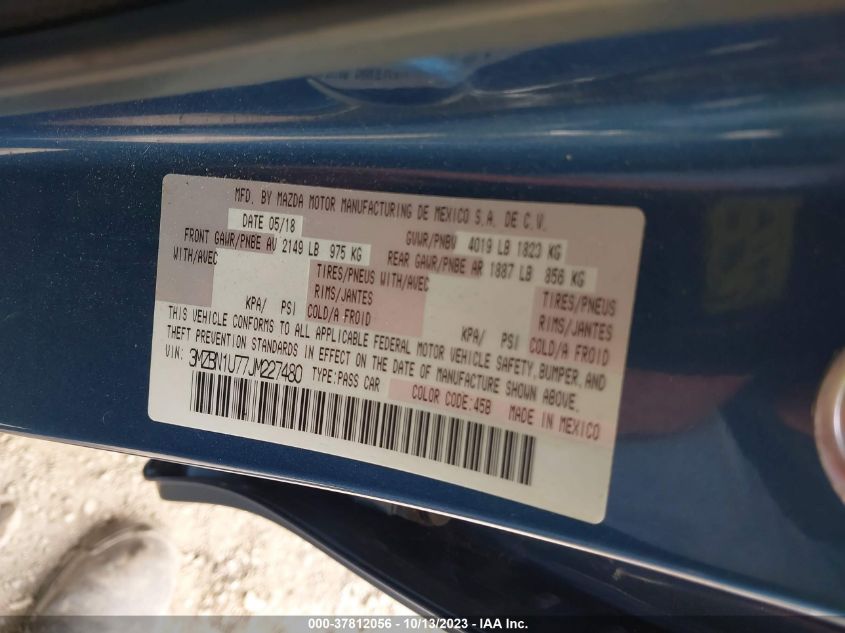 MFD. BY MAZDA MOTOR MANUFACTURING DE MEXICO S.A. DE C.V.
DATE 05/18
GVWR/PNBV 4019 LB 1823 KG
FRONT GAWR/PNBE AV 2149 LB 975 KG
REAR GAWR/PNBE AR 1887 LB 856 KG
WITH/AVEC
TIRES/PNEUS WITH/AVEC
TIRES/PNEUS
RIMS/JANTES
RIMS/JANTES
KPA/ PSI COLD/A FROID
KPA/ PSI COLD/A FROID
THIS VEHICLE CONFORMS TO ALL APPLICABLE FEDERAL MOTOR VEHICLE SAFETY, BUMPER, AND
THEFT PREVENTION STANDARDS IN EFFECT ON THE DATE OF MANUFACTURE SHOWN ABOVE.
VIN: 3MZBN1U77JM227480 TYPE:PASS CAR
COLOR CODE:45B
MADE IN MEXICO
000-37812056 - 10/13/2023 - IAA Inc.